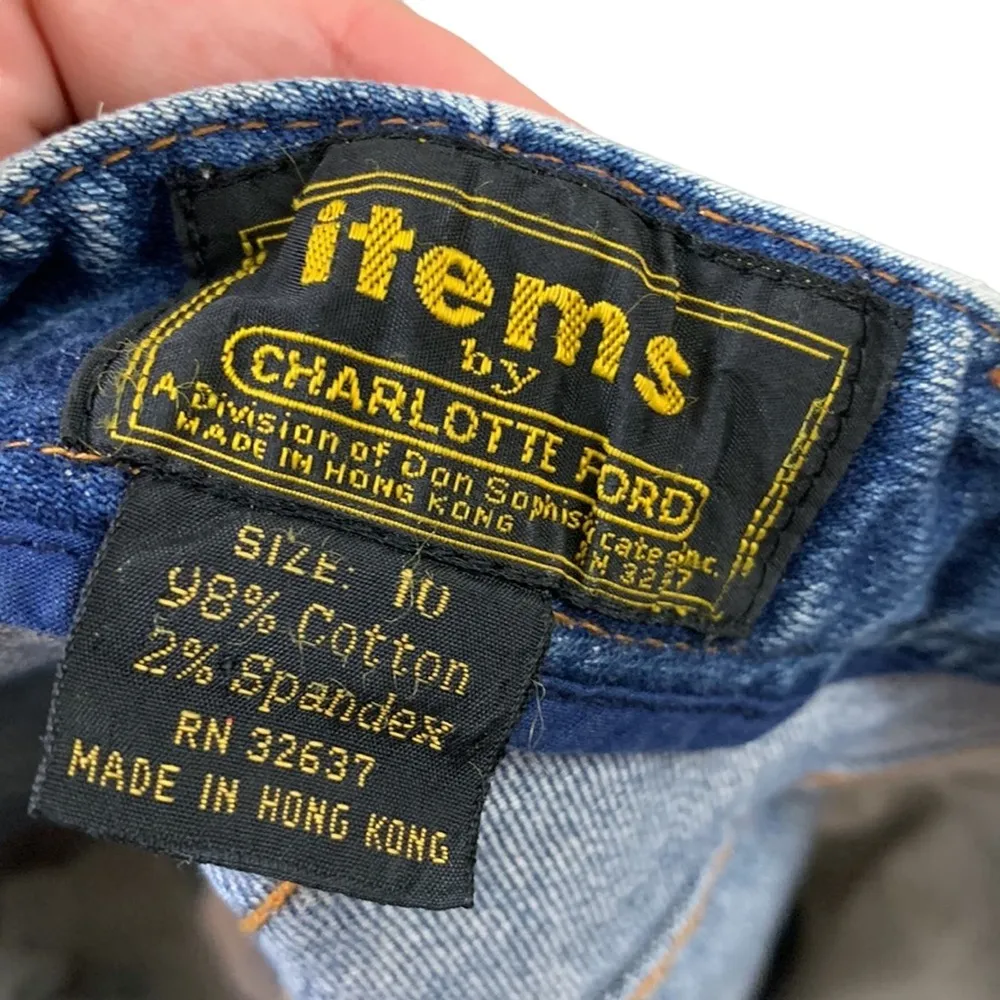 items
by
CHARLOTTE FORD
A Division of Don Sophisticates inc.
MADE IN HONG KONG
SIZE: 10
98% Cotton
2% Spandex
RN 32637
MADE IN HONG KONG